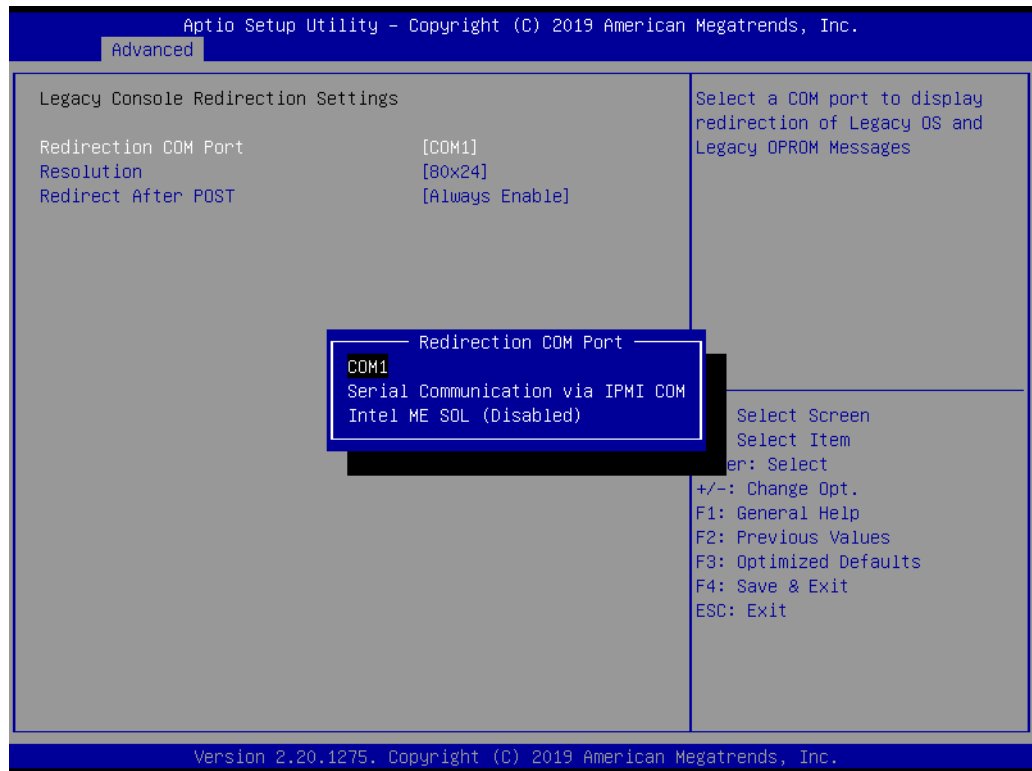 Aptio Setup Utility – Copyright (C) 2019 American Megatrends, Inc.
Advanced
Legacy Console Redirection Settings
Redirection COM Port [COM1]
Resolution [80x24]
Redirect After POST [Always Enable]
Select a COM port to display
redirection of Legacy OS and
Legacy OPROM Messages
Redirection COM Port
COM1
Serial Communication via IPMI COM
Intel ME SOL (Disabled)
Select Screen
Select Item
er: Select
+/-: Change Opt.
F1: General Help
F2: Previous Values
F3: Optimized Defaults
F4: Save & Exit
ESC: Exit
Version 2.20.1275. Copyright (C) 2019 American Megatrends, Inc.